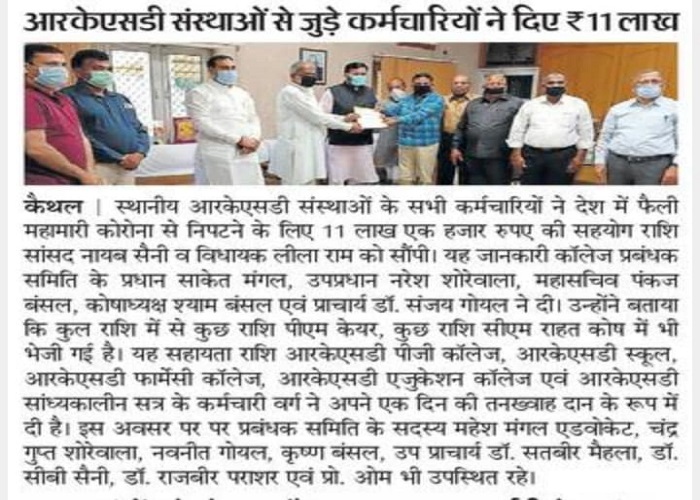 आरकेएसडी संस्थाओं से जुड़े कर्मचारियों ने दिए ₹11 लाख
कैथल | स्थानीय आरकेएसडी संस्थाओं के सभी कर्मचारियों ने देश में फैली
महामारी कोरोना से निपटने के लिए 11 लाख एक हजार रुपए की सहयोग राशि
सांसद नायब सैनी व विधायक लीला राम को सौंपी। यह जानकारी कॉलेज प्रबंधक
समिति के प्रधान साकेत मंगल, उपप्रधान नरेश शोरेवाला, महासचिव पंकज
बंसल, कोषाध्यक्ष श्याम बंसल एवं प्राचार्य डॉ. संजय गोयल ने दी। उन्होंने बताया
कि कुल राशि में से कुछ राशि पीएम केयर, कुछ राशि सीएम राहत कोष में भी
भेजी गई है। यह सहायता राशि आरकेएसडी पीजी कॉलेज, आरकेएसडी स्कूल,
आरकेएसडी फार्मेसी कॉलेज, आरकेएसडी एजुकेशन कॉलेज एवं आरकेएसडी
सांध्यकालीन सत्र के कर्मचारी वर्ग ने अपने एक दिन की तनख्वाह दान के रूप में
दी है। इस अवसर पर पर प्रबंधक समिति के सदस्य महेश मंगल एडवोकेट, चंद्र
गुप्त शोरेवाला, नवनीत गोयल, कृष्ण बंसल, उप प्राचार्य डॉ. सतबीर मैहला, डॉ.
सीबी सैनी, डॉ. राजबीर पराशर एवं प्रो. ओम भी उपस्थित रहे।